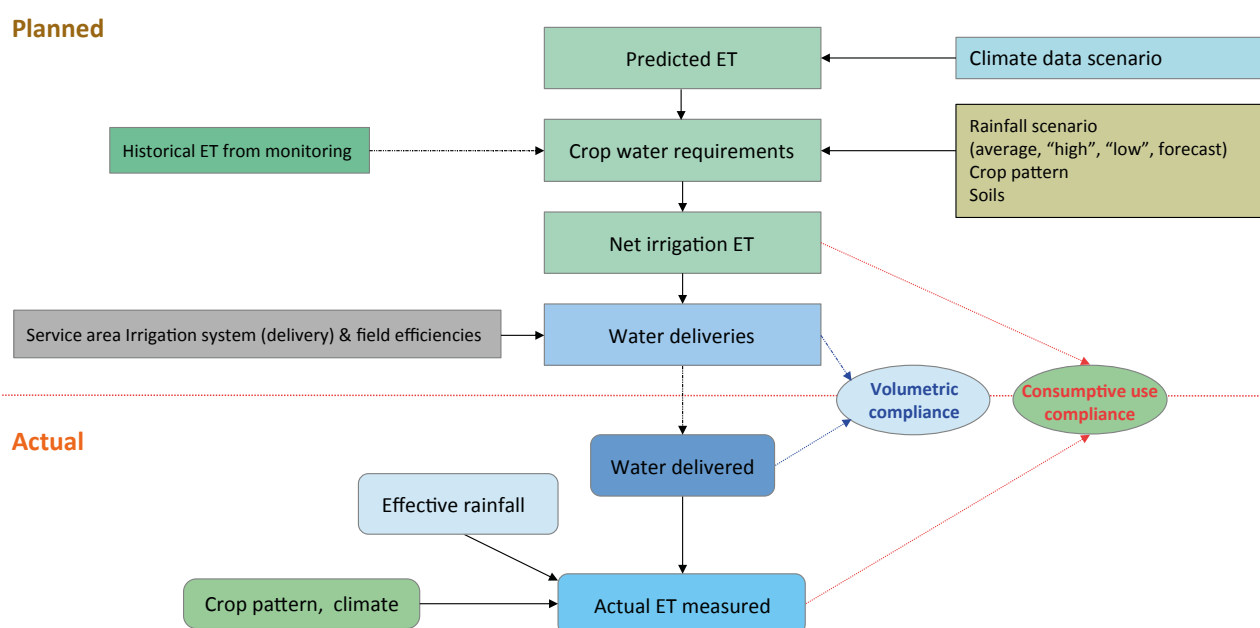 Planned
Predicted ET
Climate data scenario
Historical ET from monitoring
Crop water requirements
Rainfall scenario
(average, “high”, “low”, forecast)
Crop pattern
Soils
Net irrigation ET
Service area Irrigation system (delivery) & field efficiencies
Water deliveries
Volumetric
compliance
Consumptive use
compliance
Actual
Water delivered
Effective rainfall
Crop pattern, climate
Actual ET measured